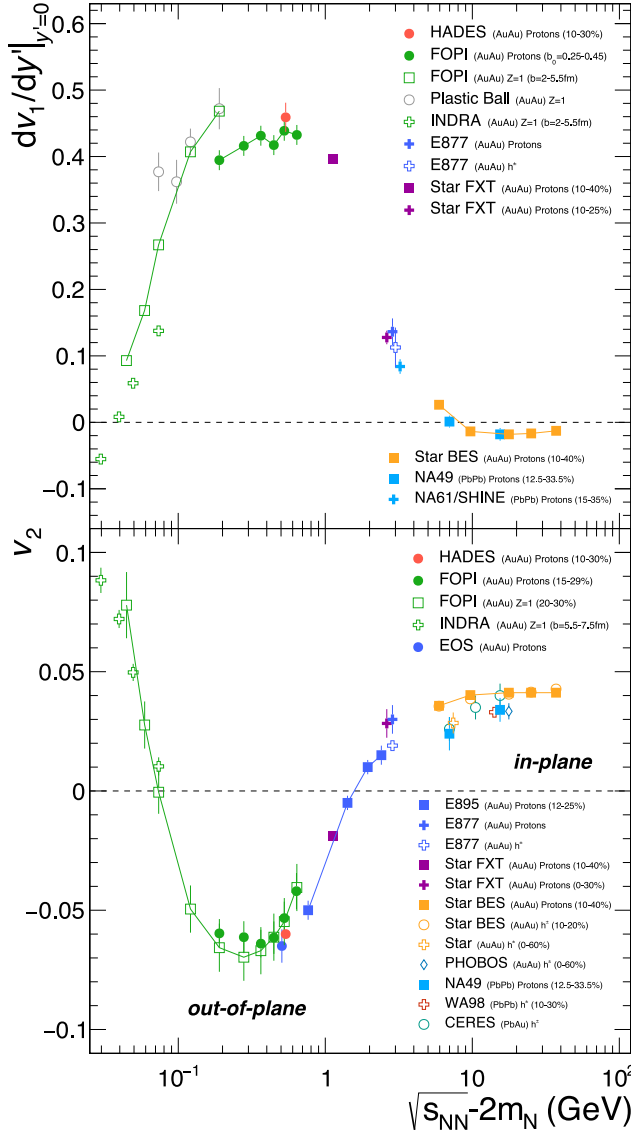 dv₁/dy'|y'=0
0.6
0.4
0.3
0.2
0.1
0
−0.1
HADES (AuAu) Protons (10-30%)
FOPI (AuAu) Protons (b₀=0.25-0.45)
FOPI (AuAu) Z=1 (b=2-5.5fm)
Plastic Ball (AuAu) Z=1
INDRA (AuAu) Z=1 (b=2-5.5fm)
E877 (AuAu) Protons
E877 (AuAu) h⁺
Star FXT (AuAu) Protons (10-40%)
Star FXT (AuAu) Protons (10-25%)
Star BES (AuAu) Protons (10-40%)
NA49 (PbPb) Protons (12.5-33.5%)
NA61/SHINE (PbPb) Protons (15-35%)
v₂
0.1
0.05
0
−0.05
−0.1
HADES (AuAu) Protons (10-30%)
FOPI (AuAu) Protons (15-29%)
FOPI (AuAu) Z=1 (20-30%)
INDRA (AuAu) Z=1 (b=5.5-7.5fm)
EOS (AuAu) Protons
in-plane
E895 (AuAu) Protons (12-25%)
E877 (AuAu) Protons
E877 (AuAu) h⁺
Star FXT (AuAu) Protons (10-40%)
Star FXT (AuAu) Protons (0-30%)
Star BES (AuAu) Protons (10-40%)
Star BES (AuAu) h± (10-20%)
Star (AuAu) h± (0-60%)
PHOBOS (AuAu) h± (0-60%)
NA49 (PbPb) Protons (12.5-33.5%)
WA98 (PbPb) h⁺ (10-30%)
CERES (PbAu) h±
out-of-plane
10⁻¹ 1 10 10²
√sNN-2mN (GeV)